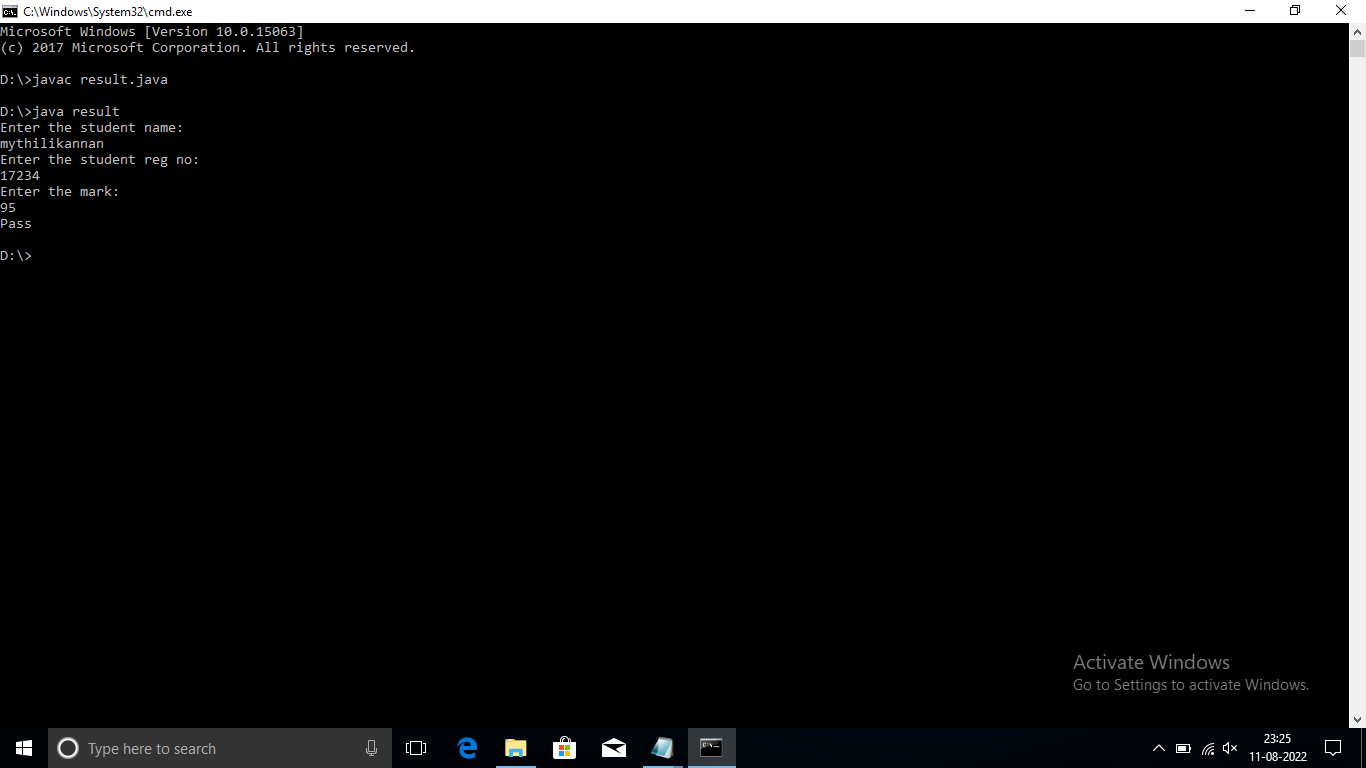 C:\Windows\System32\cmd.exe
Microsoft Windows [Version 10.0.15063]
(c) 2017 Microsoft Corporation. All rights reserved.
D:\>javac result.java
D:\>java result
Enter the student name:
mythilikannan
Enter the student reg no:
17234
Enter the mark:
95
Pass
D:\>
Activate Windows
Go to Settings to activate Windows.
Type here to search
23:25
11-08-2022